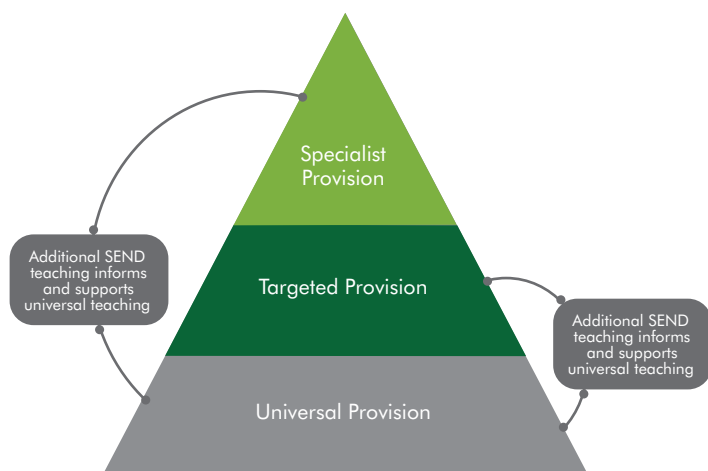 Specialist
Provision
Additional SEND
teaching informs
and supports
universal teaching
Targeted Provision
Additional SEND
teaching informs
and supports
universal teaching
Universal Provision